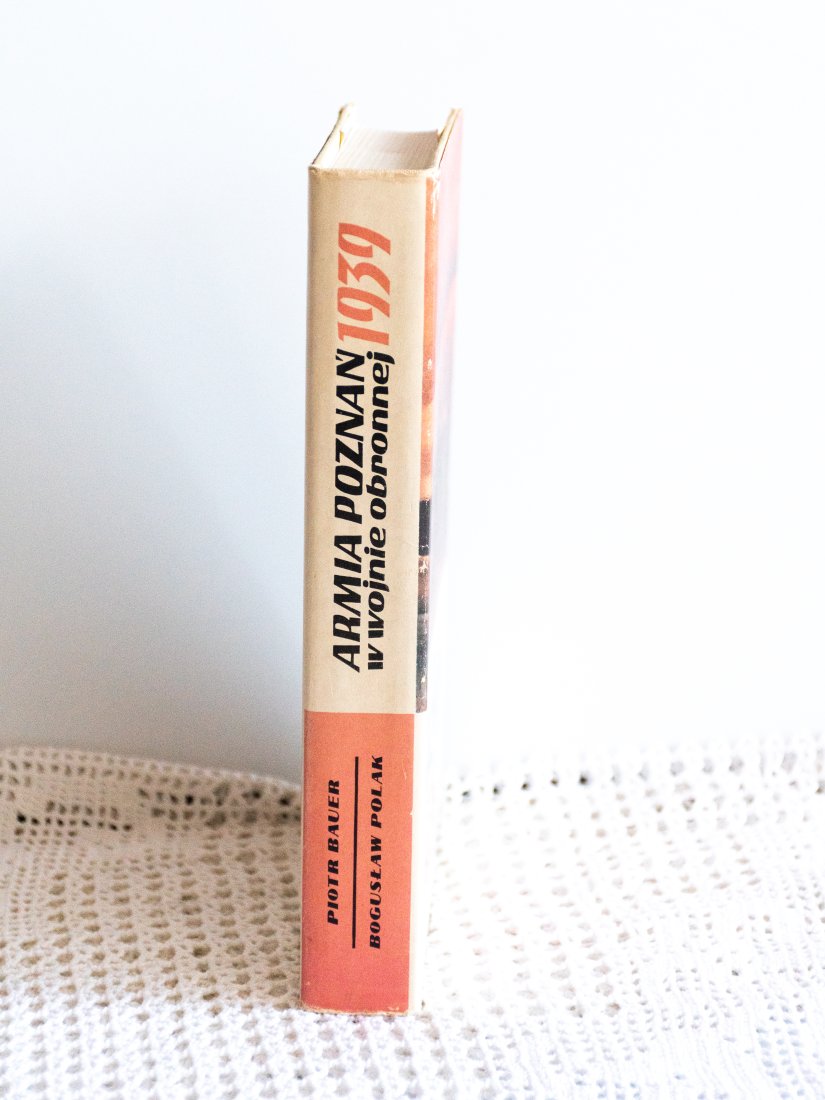 ARMIA POZNAŃ 1939
w wojnie obronnej
PIOTR BAUER
BOGUSŁAW POLAK